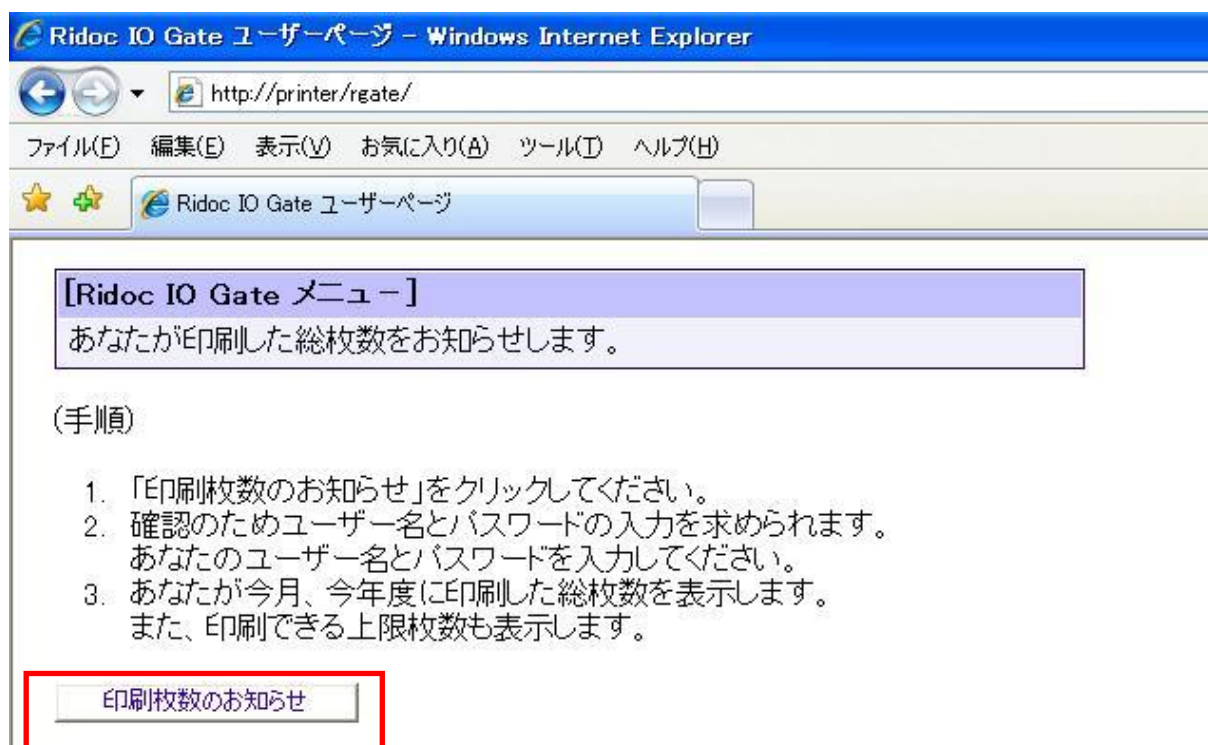 Ridoc IO Gate ユーザーページ - Windows Internet Explorer
http://printer/rgate/
ファイル(F) 編集(E) 表示(V) お気に入り(A) ツール(T) ヘルプ(H)
Ridoc IO Gate ユーザーページ
[Ridoc IO Gate メニュー]
あなたが印刷した総枚数をお知らせします。
(手順)
1. 「印刷枚数のお知らせ」をクリックしてください。
2. 確認のためユーザー名とパスワードの入力を求められます。
あなたのユーザー名とパスワードを入力してください。
3. あなたが今月、今年度に印刷した総枚数を表示します。
また、印刷できる上限枚数も表示します。
印刷枚数のお知らせ